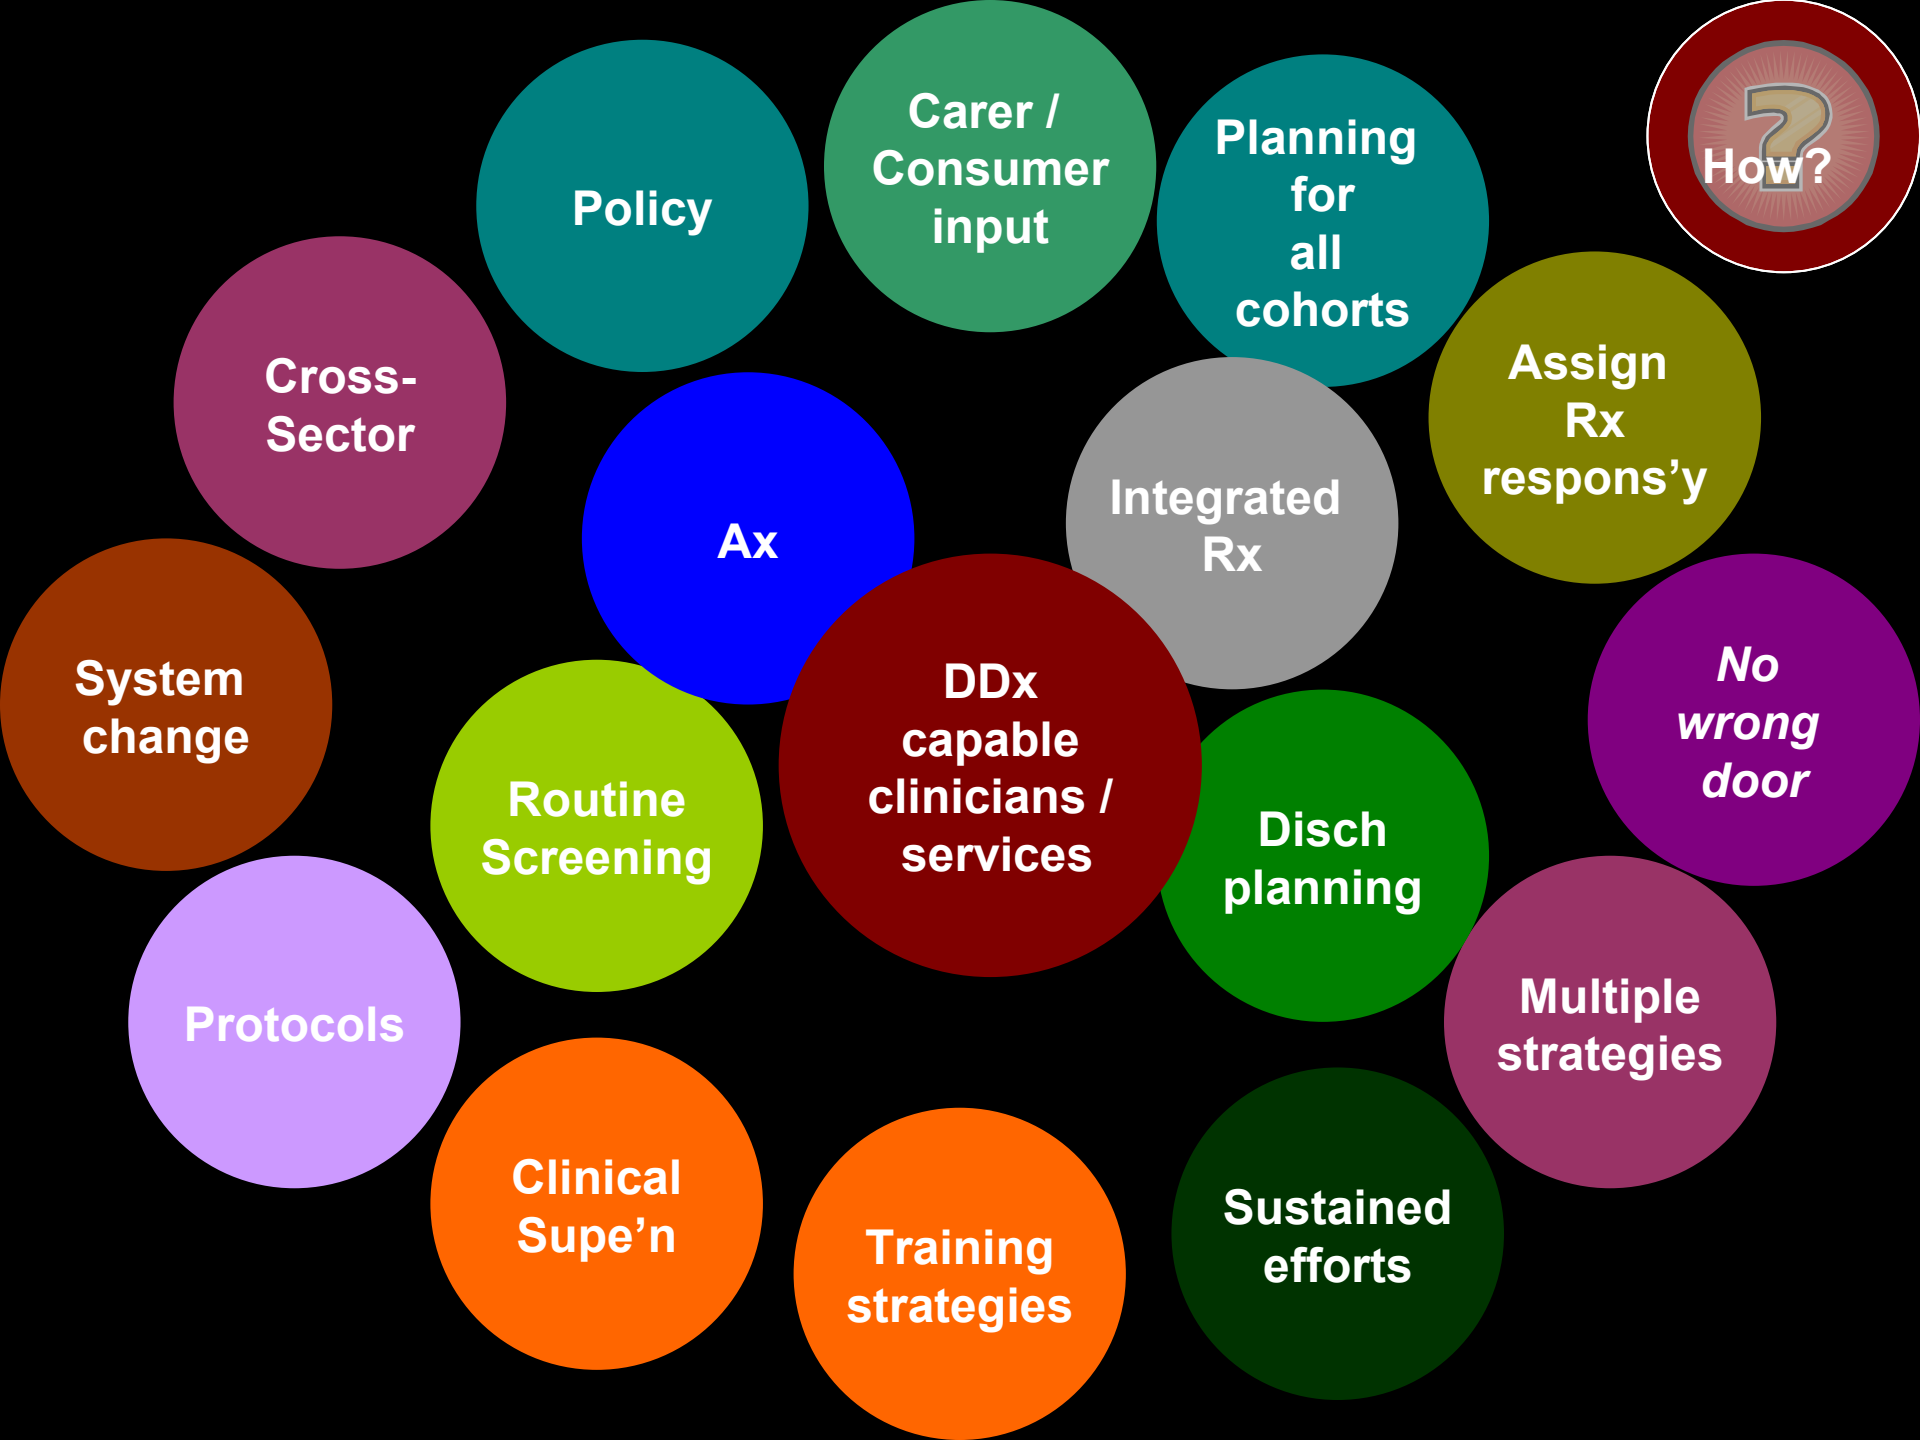 How?
Policy
Carer /
Consumer
input
Planning
for
all
cohorts
Cross-
Sector
Ax
Integrated
Rx
Assign
Rx
respons’y
System
change
Routine
Screening
DDx
capable
clinicians /
services
Disch
planning
No
wrong
door
Protocols
Multiple
strategies
Clinical
Supe’n
Training
strategies
Sustained
efforts